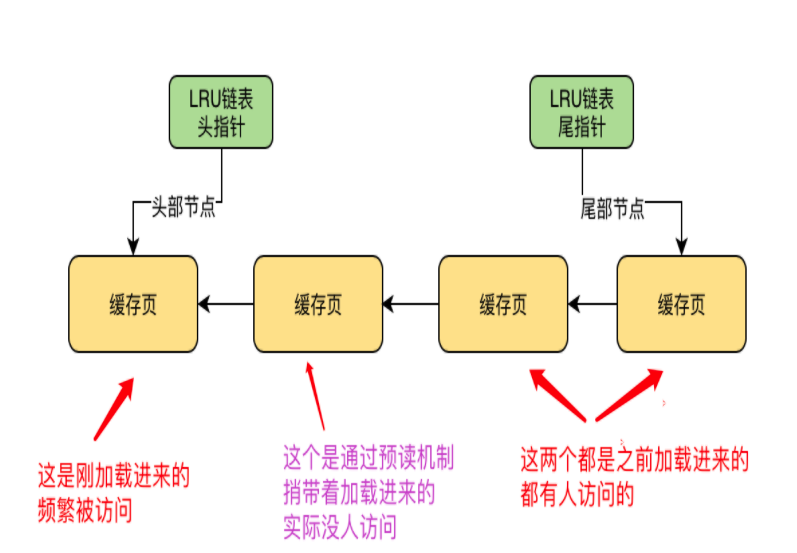 LRU链表
头指针
LRU链表
尾指针
头部节点
尾部节点
缓存页
缓存页
缓存页
缓存页
这是刚加载进来的
频繁被访问
这个是通过预读机制
捎带着加载进来的
实际没人访问
这两个都是之前加载进来的
都有人访问的